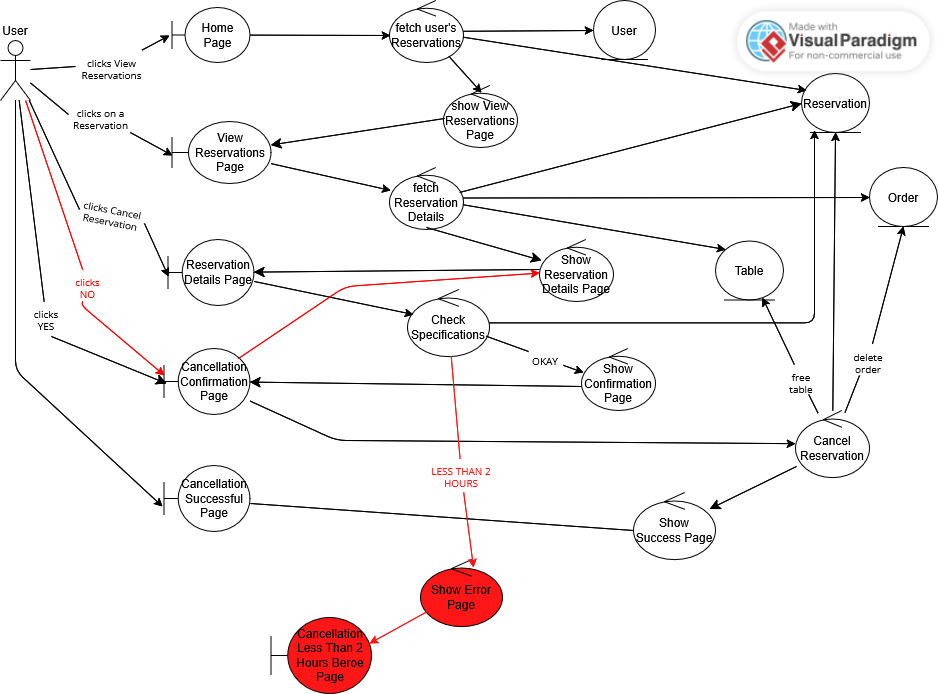 User
clicks View
Reservations
Home
Page
fetch user's
Reservations
User
Made with
VisualParadigm
For non-commercial use
clicks on a
Reservation
show View
Reservations
Page
Reservation
View
Reservations
Page
fetch
Reservation
Details
Order
clicks Cancel
Reservation
Reservation
Details Page
Show
Reservation
Details Page
Table
clicks
NO
clicks
YES
Check
Specifications
OKAY
Cancellation
Confirmation
Page
Show
Confirmation
Page
free
table
delete
order
Cancel
Reservation
LESS THAN 2
HOURS
Cancellation
Successful
Page
Show
Success Page
Show Error
Page
Cancellation
Less Than 2
Hours Beroe
Page